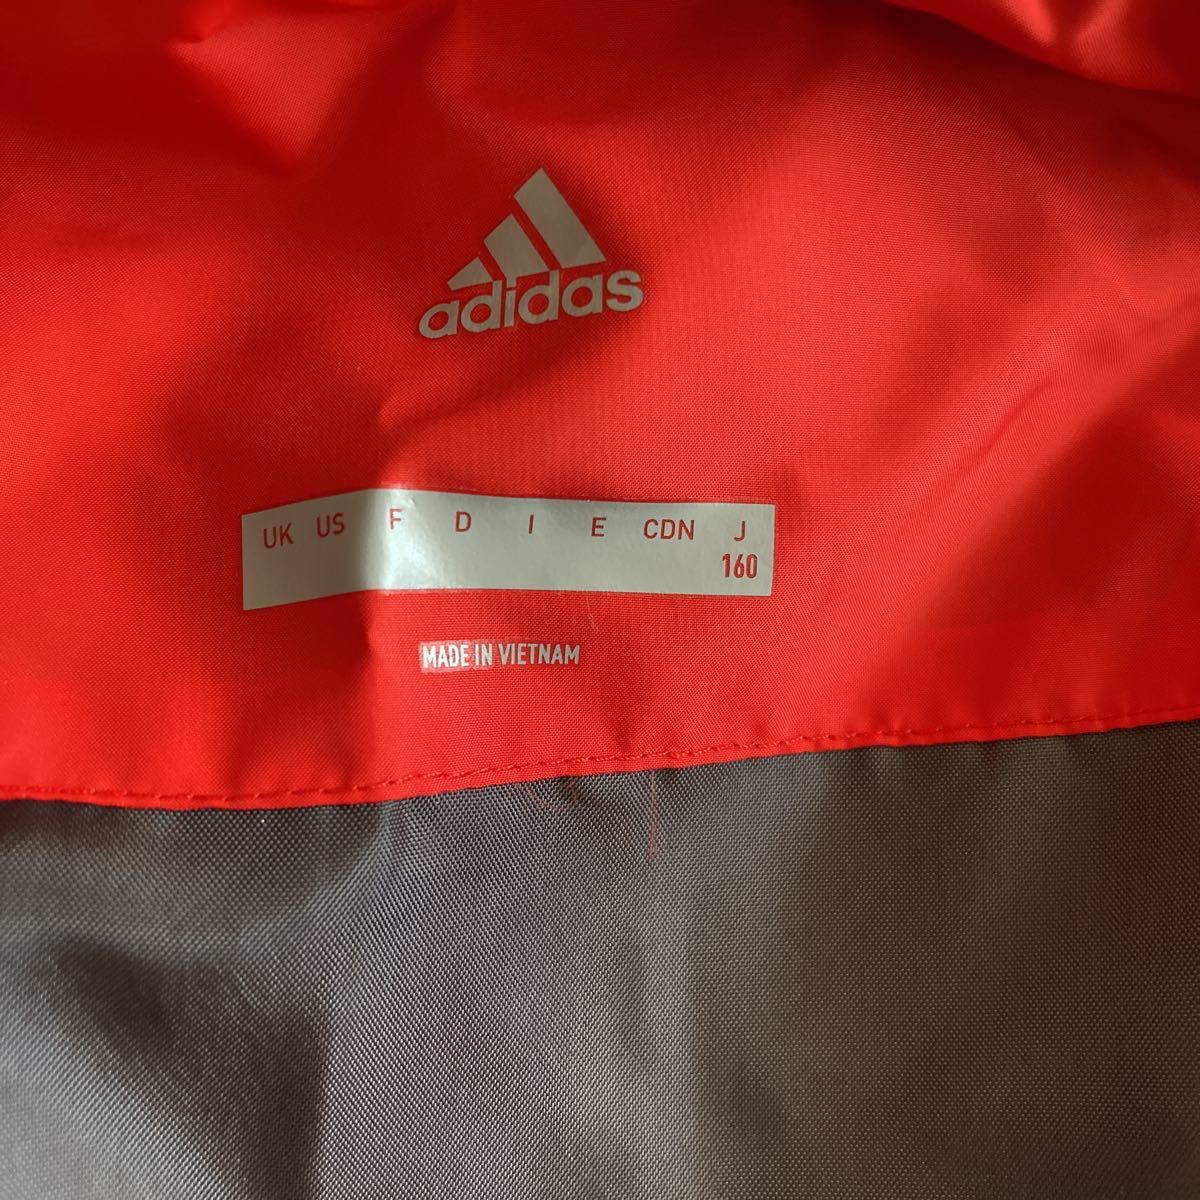 adidas
UK US F D I E CDN J
160
MADE IN VIETNAM